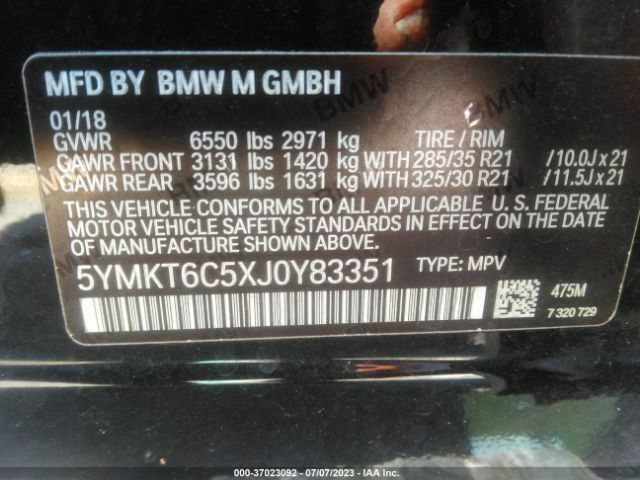 MFD BY BMW M GMBH
01/18
GVWR 6550 lbs 2971 kg TIRE / RIM
GAWR FRONT 3131 lbs 1420 kg WITH 285/35 R21 /10.0J x 21
GAWR REAR 3596 lbs 1631 kg WITH 325/30 R21 /11.5J x 21
THIS VEHICLE CONFORMS TO ALL APPLICABLE U. S. FEDERAL
MOTOR VEHICLE SAFETY STANDARDS IN EFFECT ON THE DATE
OF MANUFACTURE SHOWN ABOVE.
5YMKT6C5XJ0Y83351 TYPE: MPV
475M
7 320 729
000-37023092 - 07/07/2023 - IAA Inc.